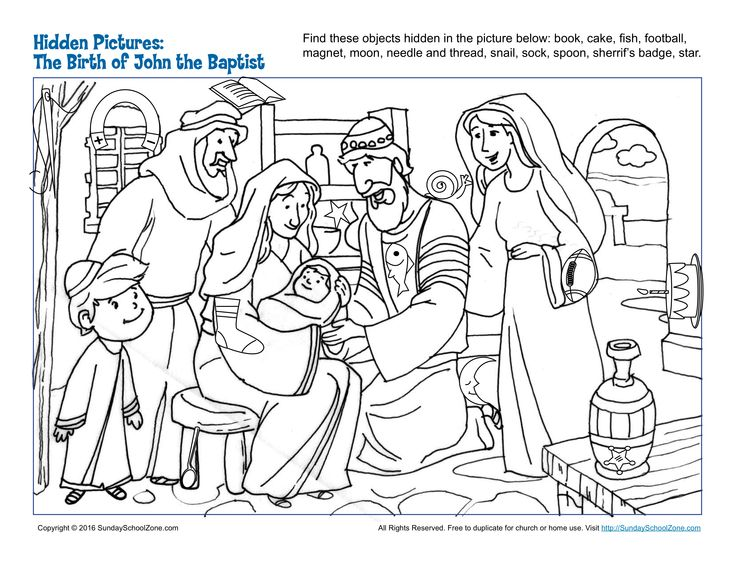 Hidden Pictures:
The Birth of John the Baptist
Find these objects hidden in the picture below: book, cake, fish, football,
magnet, moon, needle and thread, snail, sock, spoon, sherrif's badge, star.
Copyright © 2016 SundaySchoolZone.com
All Rights Reserved. Free to duplicate for church or home use. Visit http://SundaySchoolZone.com